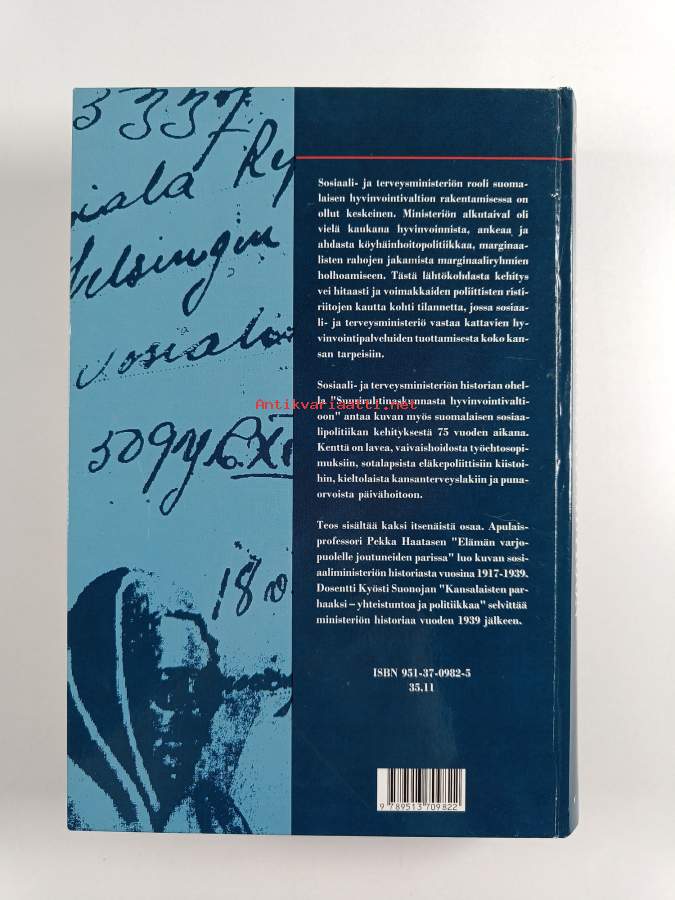 3337
iala Ry
elsingin
vosiali
Sosiaali- ja terveysministeriön rooli suoma-
laisen hyvinvointivaltion rakentamisessa on
ollut keskeinen. Ministeriön alkutaival oli
vielä kaukana hyvinvoinnista, ankeaa ja
ahdasta köyhäinhoitopolitiikkaa, marginaa-
listen rahojen jakamista marginaaliryhmien
holhoamiseen. Tästä lähtökohdasta kehitys
vei hitaasti ja voimakkaiden poliittisten risti-
riitojen kautta kohti tilannetta, jossa sosiaa-
li- ja terveysministeriö vastaa kattavien hy-
vinvointipalveluiden tuottamisesta koko kan-
san tarpeisiin.
Sosiaali- ja terveysministeriön historian ohel-
la "Suurruhtinaskunnasta hyvinvointivalti-
oon" antaa kuvan myös suomalaisen sosiaa-
lipolitiikan kehityksestä 75 vuoden aikana.
Kenttä on lavea, vaivaishoidosta työehtosopi-
muksiin, sotalapsista eläkepoliittisiin kiistoi-
hin, kieltolaista kansanterveyslakiin ja puna-
orvoista päivähoitoon.
Teos sisältää kaksi itsenäistä osaa. Apulais-
professori Pekka Haatasen "Elämän varjo-
puolelle joutuneiden parissa" luo kuvan sosi-
aaliministeriön historiasta vuosina 1917-1939.
Dosentti Kyösti Suonojan "Kansalaisten par-
haaksi – yhteistuntoa ja politiikkaa" selvittää
ministeriön historiaa vuoden 1939 jälkeen.
ISBN 951-37-0982-5
35,11
9 789513 709822
Antikvariaatti.net